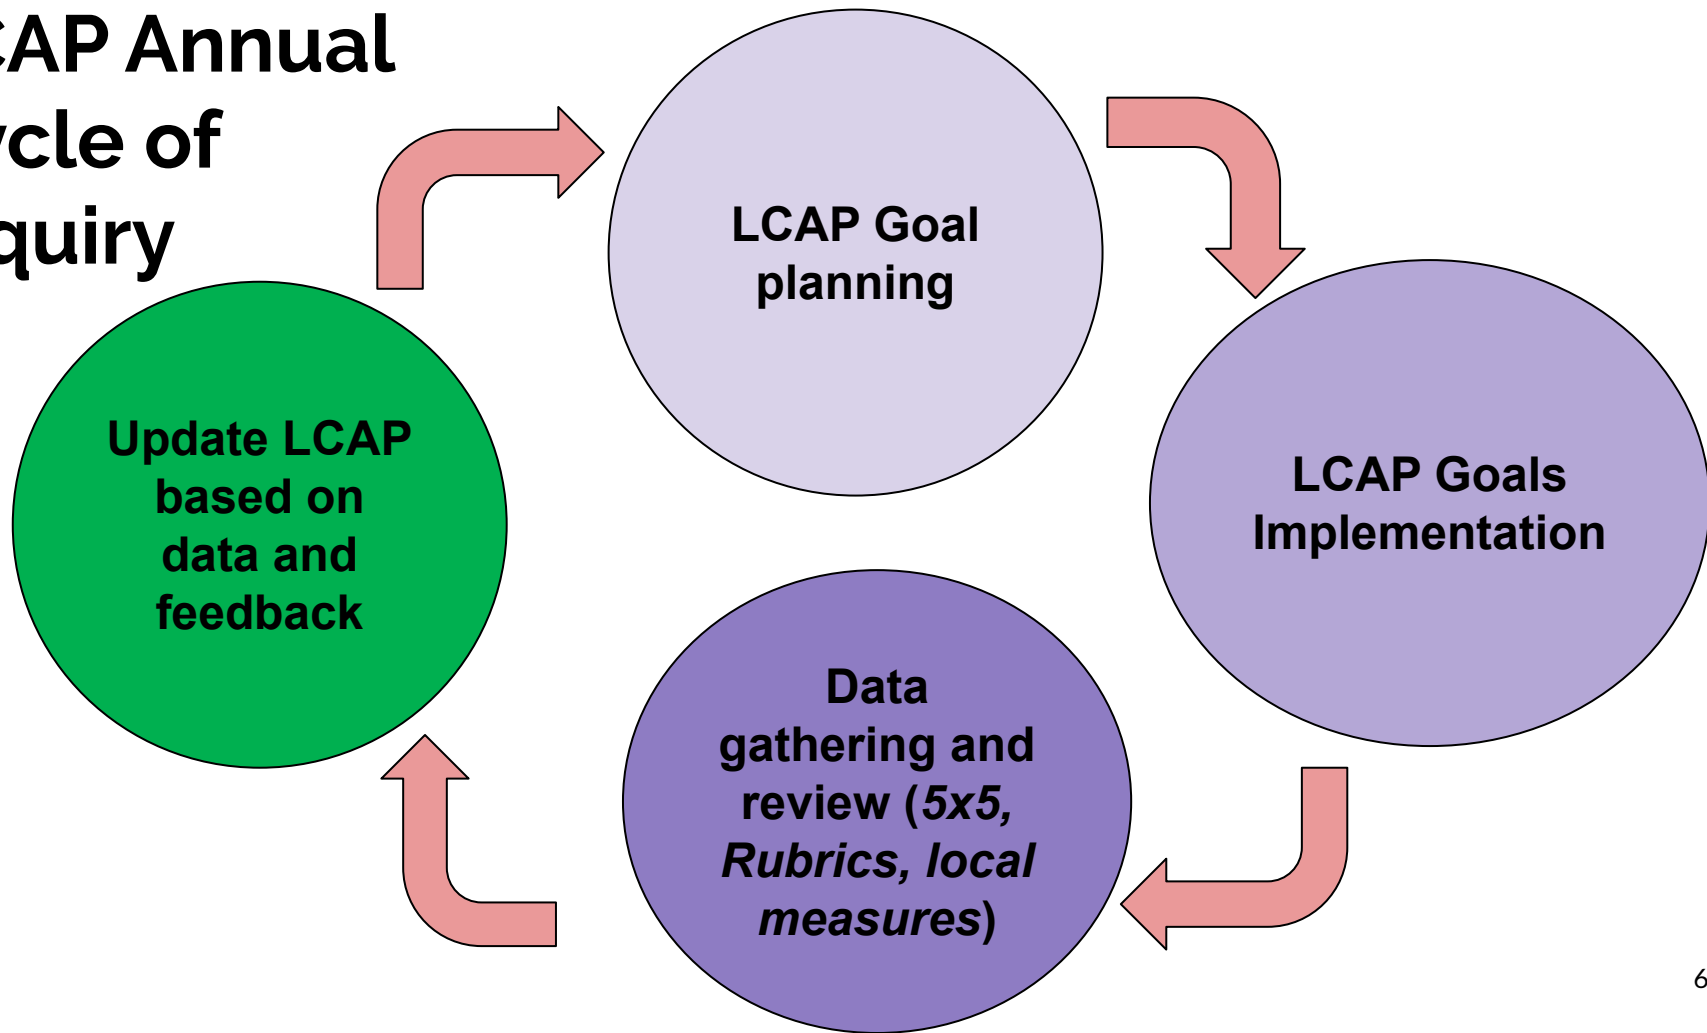 CAP Annual
ycle of
quiry
LCAP Goal
planning
LCAP Goals
Implementation
Data
gathering and
review (5x5,
Rubrics, local
measures)
Update LCAP
based on
data and
feedback
6